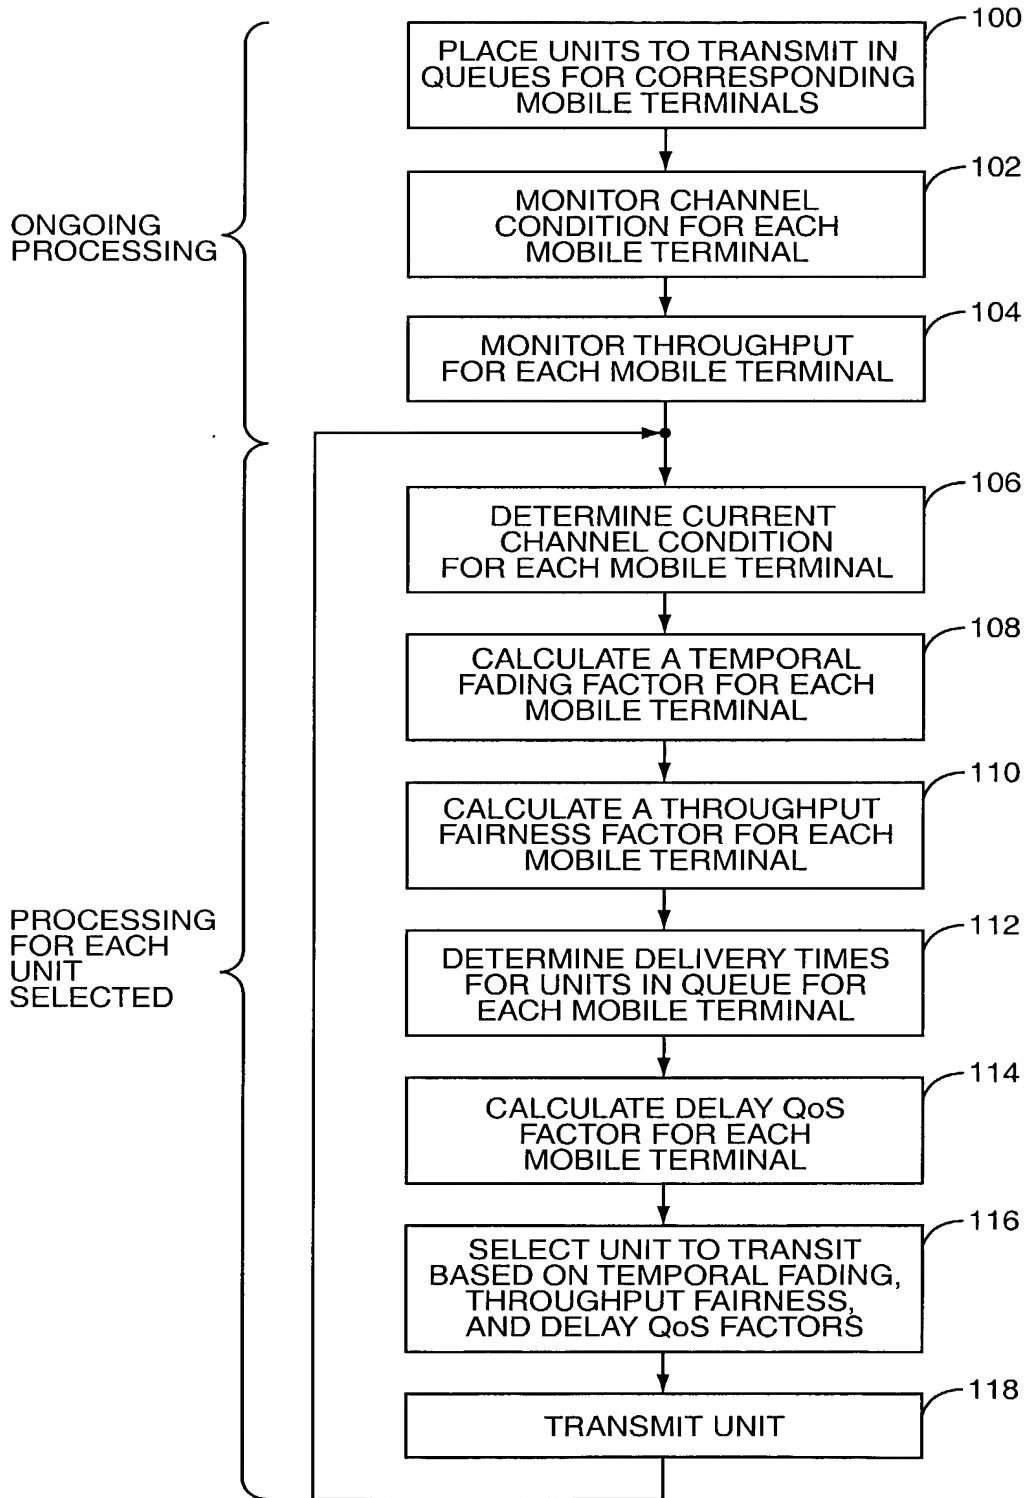 100
PLACE UNITS TO TRANSMIT IN
QUEUES FOR CORRESPONDING
MOBILE TERMINALS
102
MONITOR CHANNEL
CONDITION FOR EACH
MOBILE TERMINAL
ONGOING
PROCESSING
104
MONITOR THROUGHPUT
FOR EACH MOBILE TERMINAL
106
DETERMINE CURRENT
CHANNEL CONDITION
FOR EACH MOBILE TERMINAL
108
CALCULATE A TEMPORAL
FADING FACTOR FOR EACH
MOBILE TERMINAL
110
CALCULATE A THROUGHPUT
FAIRNESS FACTOR FOR EACH
MOBILE TERMINAL
PROCESSING
FOR EACH
UNIT
SELECTED
112
DETERMINE DELIVERY TIMES
FOR UNITS IN QUEUE FOR
EACH MOBILE TERMINAL
114
CALCULATE DELAY QoS
FACTOR FOR EACH
MOBILE TERMINAL
116
SELECT UNIT TO TRANSIT
BASED ON TEMPORAL FADING,
THROUGHPUT FAIRNESS,
AND DELAY QoS FACTORS
118
TRANSMIT UNIT